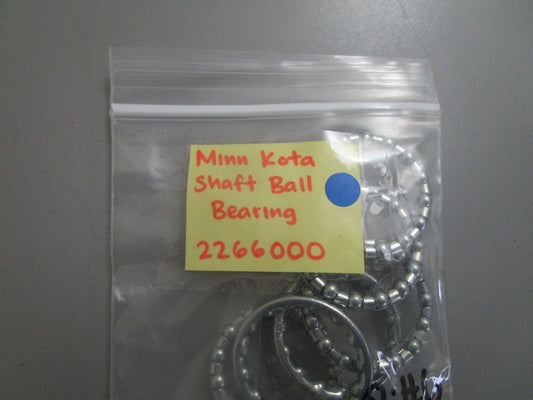 Minn Kota
Shaft Ball
Bearing
2266000